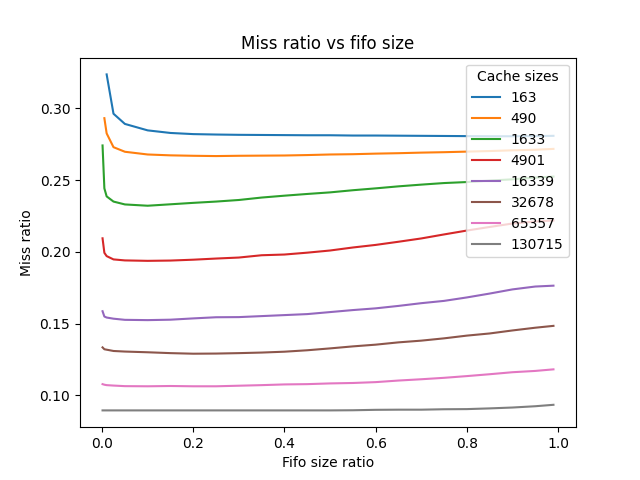 Miss ratio vs fifo size
Cache sizes
163
490
1633
4901
16339
32678
65357
130715
0.30
0.25
0.20
0.15
0.10
Miss ratio
0.0 0.2 0.4 0.6 0.8 1.0
Fifo size ratio